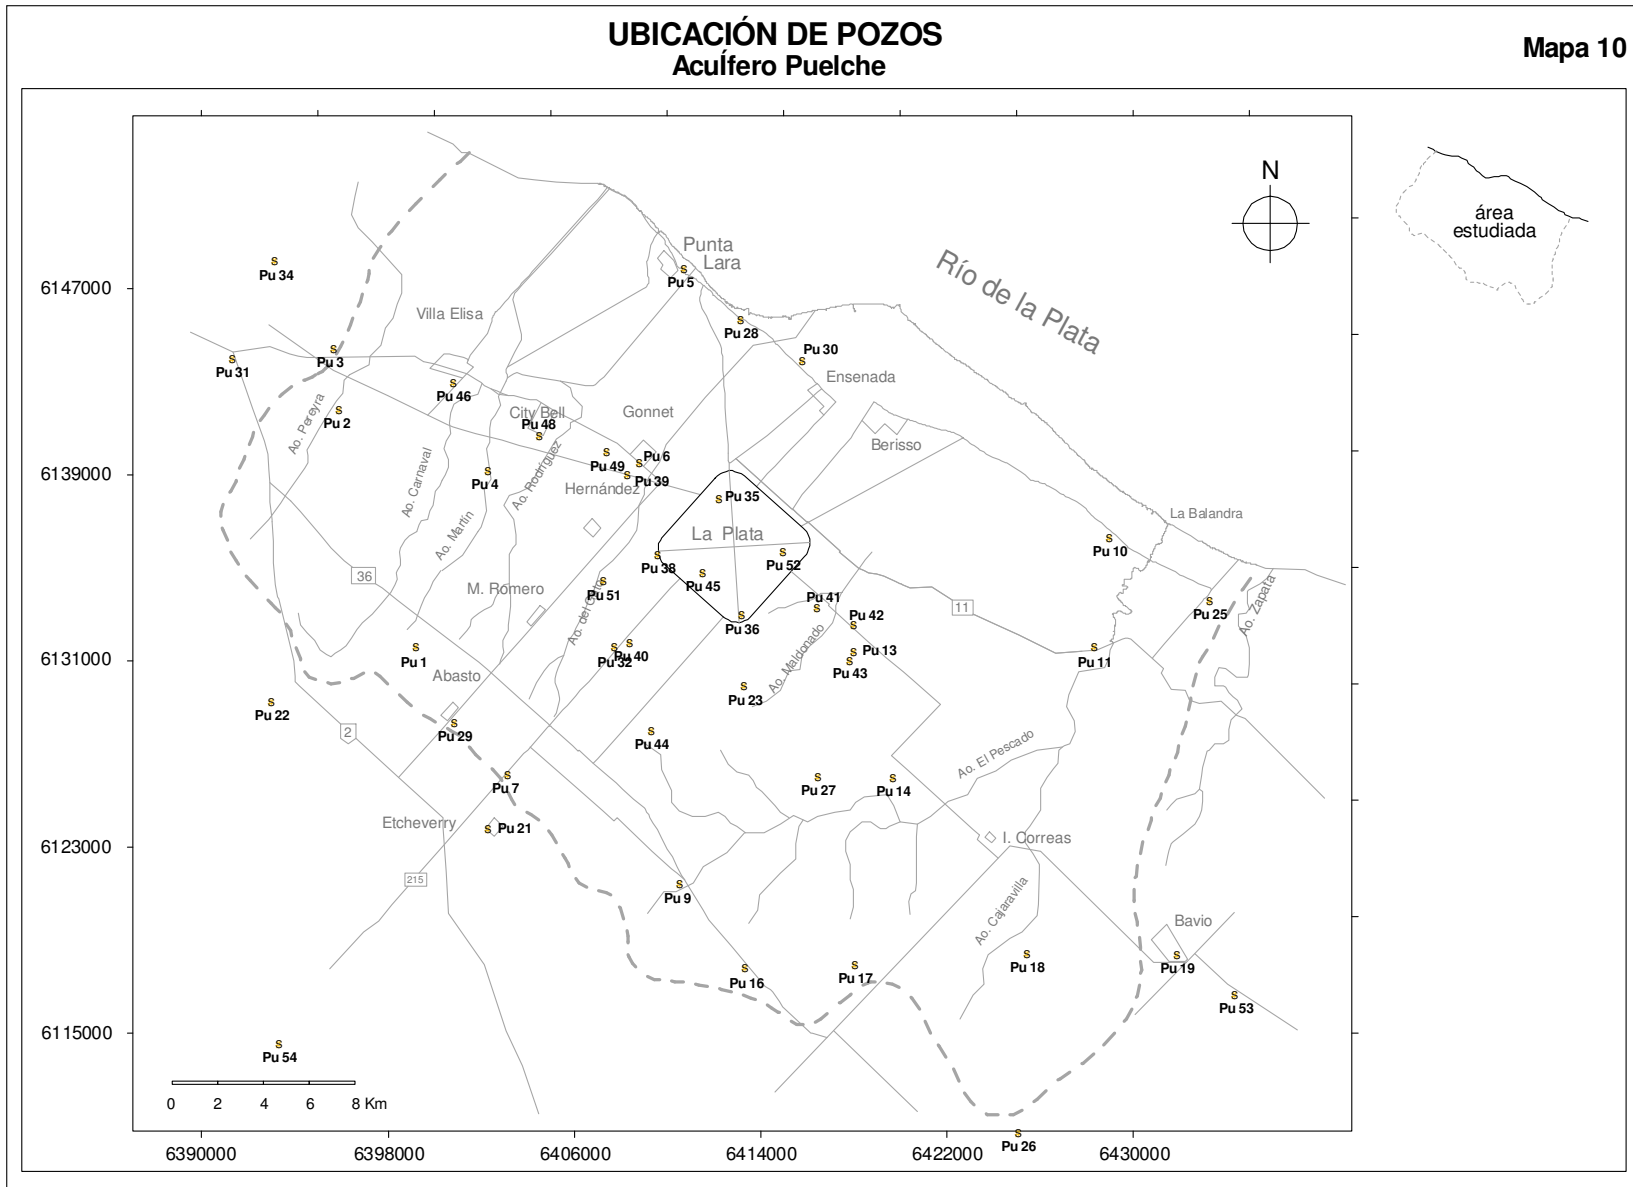 UBICACIÓN DE POZOS
AcuÍfero Puelche
Mapa 10
N
área
estudiada
Río de la Plata
Punta
Lara
Pu 5
Pu 34
6147000
Villa Elisa
Pu 28
Pu 30
Pu 3
Pu 31
Ensenada
Pu 46
Ao. Pereyra
Pu 2
City Bell
Gonnet
Pu 48
Berisso
Pu 6
Pu 49
6139000
Pu 4
Ao. Carnaval
Ao. Rodríguez
Pu 39
Hernández
Pu 35
La Balandra
La Plata
Ao. Martín
Pu 10
Pu 38
Pu 52
36
M. Romero
Pu 45
Pu 51
Pu 41
11
Ao. Zapata
Pu 25
Ao. del Gato
Pu 42
Pu 36
Pu 13
6131000
Pu 1
Pu 32
Pu 40
Ao. Maldonado
Pu 43
Pu 11
Abasto
Pu 23
Pu 22
2
Pu 29
Pu 44
Ao. El Pescado
Pu 7
Pu 27
Pu 14
Etcheverry
Pu 21
I. Correas
6123000
215
Pu 9
Ao. Cajaravilla
Bavio
Pu 16
Pu 17
Pu 18
Pu 19
Pu 53
6115000
Pu 54
0 2 4 6 8 Km
Pu 26
6390000 6398000 6406000 6414000 6422000 6430000